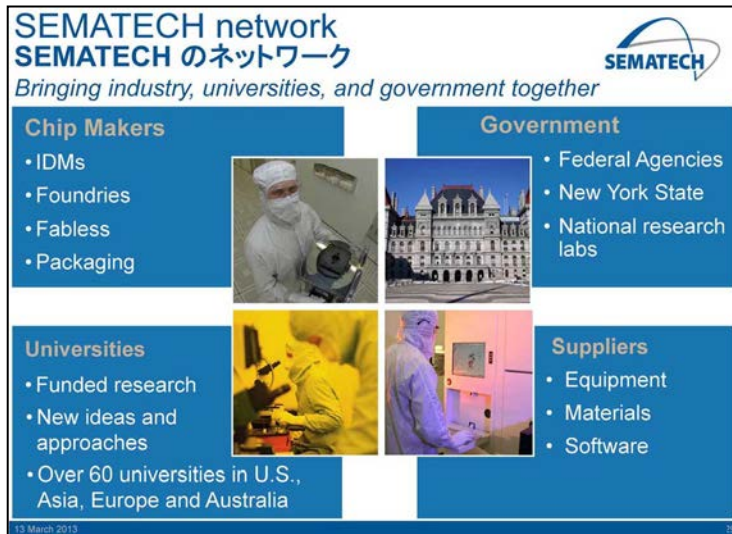 SEMATECH network
SEMATECH のネットワーク
Bringing industry, universities, and government together
SEMATECH
Chip Makers
• IDMs
• Foundries
• Fabless
• Packaging
Government
• Federal Agencies
• New York State
• National research
labs
Universities
• Funded research
• New ideas and
approaches
• Over 60 universities in U.S.,
Asia, Europe and Australia
Suppliers
• Equipment
• Materials
• Software
13 March 2013